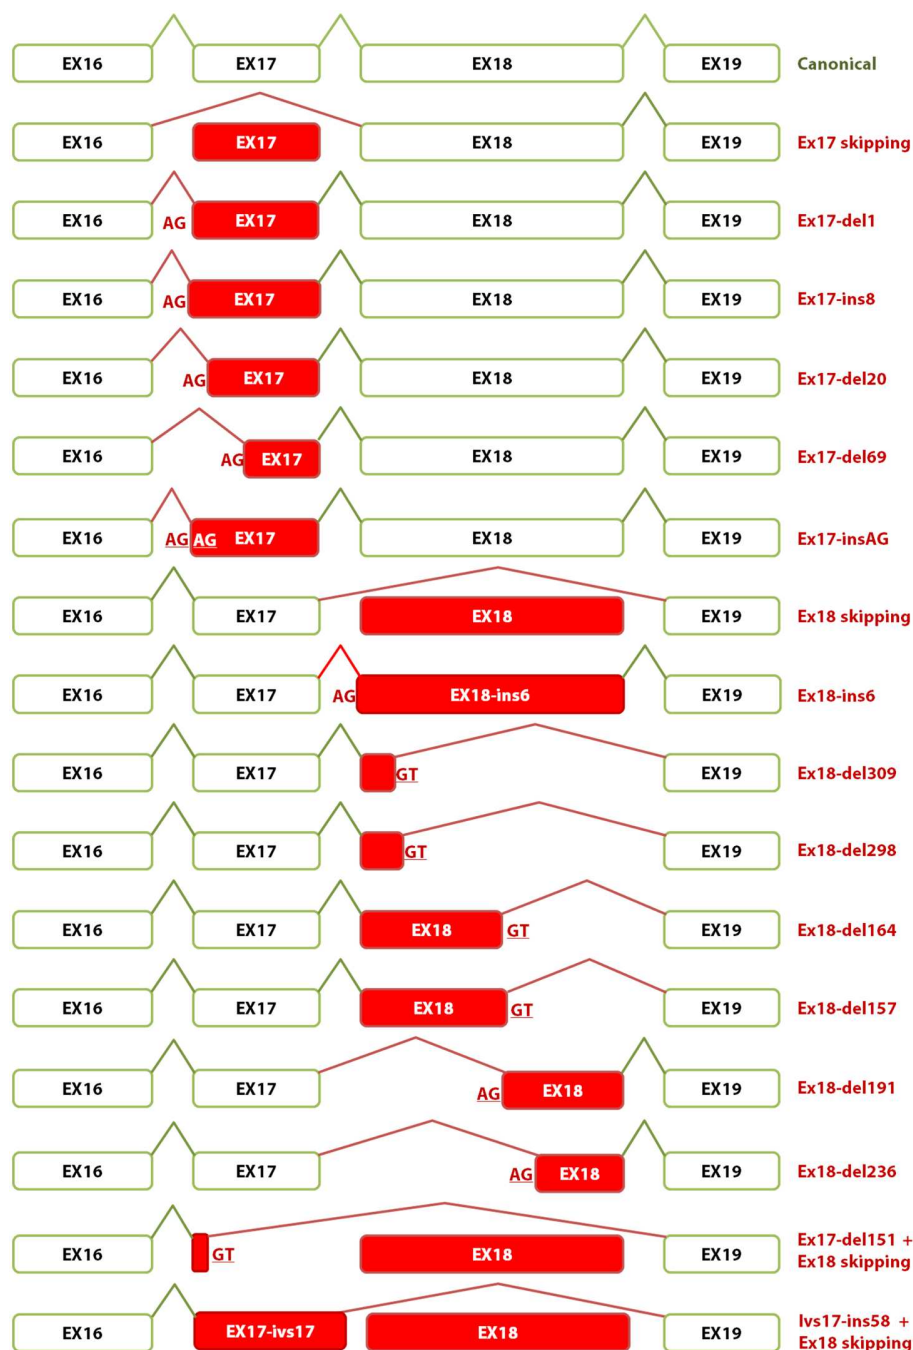 EX16 EX17 EX18 EX19 Canonical
EX16 EX17 EX18 EX19 Ex17 skipping
EX16 AG EX17 EX18 EX19 Ex17-del1
EX16 AG EX17 EX18 EX19 Ex17-ins8
EX16 AG EX17 EX18 EX19 Ex17-del20
EX16 AG EX17 EX18 EX19 Ex17-del69
EX16 AG AG EX17 EX18 EX19 Ex17-insAG
EX16 EX17 EX18 EX19 Ex18 skipping
EX16 EX17 AG EX18-ins6 EX19 Ex18-ins6
EX16 EX17 GT EX19 Ex18-del309
EX16 EX17 GT EX19 Ex18-del298
EX16 EX17 EX18 GT EX19 Ex18-del164
EX16 EX17 EX18 GT EX19 Ex18-del157
EX16 EX17 AG EX18 EX19 Ex18-del191
EX16 EX17 AG EX18 EX19 Ex18-del236
EX16 GT EX18 EX19 Ex17-del151 +
Ex18 skipping
EX16 EX17-ivs17 EX18 EX19 Ivs17-ins58 +
Ex18 skipping